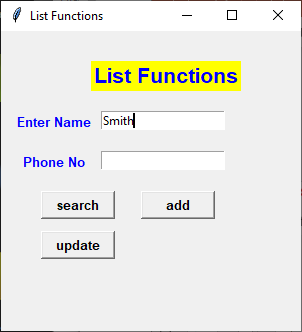 List Functions
List Functions
Enter Name Smith
Phone No
search add
update